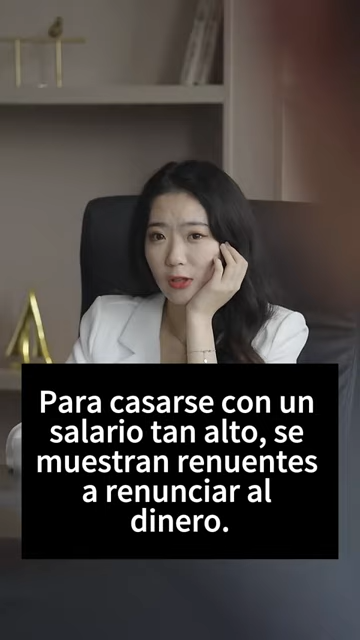 Para casarse con un
salario tan alto, se
muestran renuentes
a renunciar al
dinero.